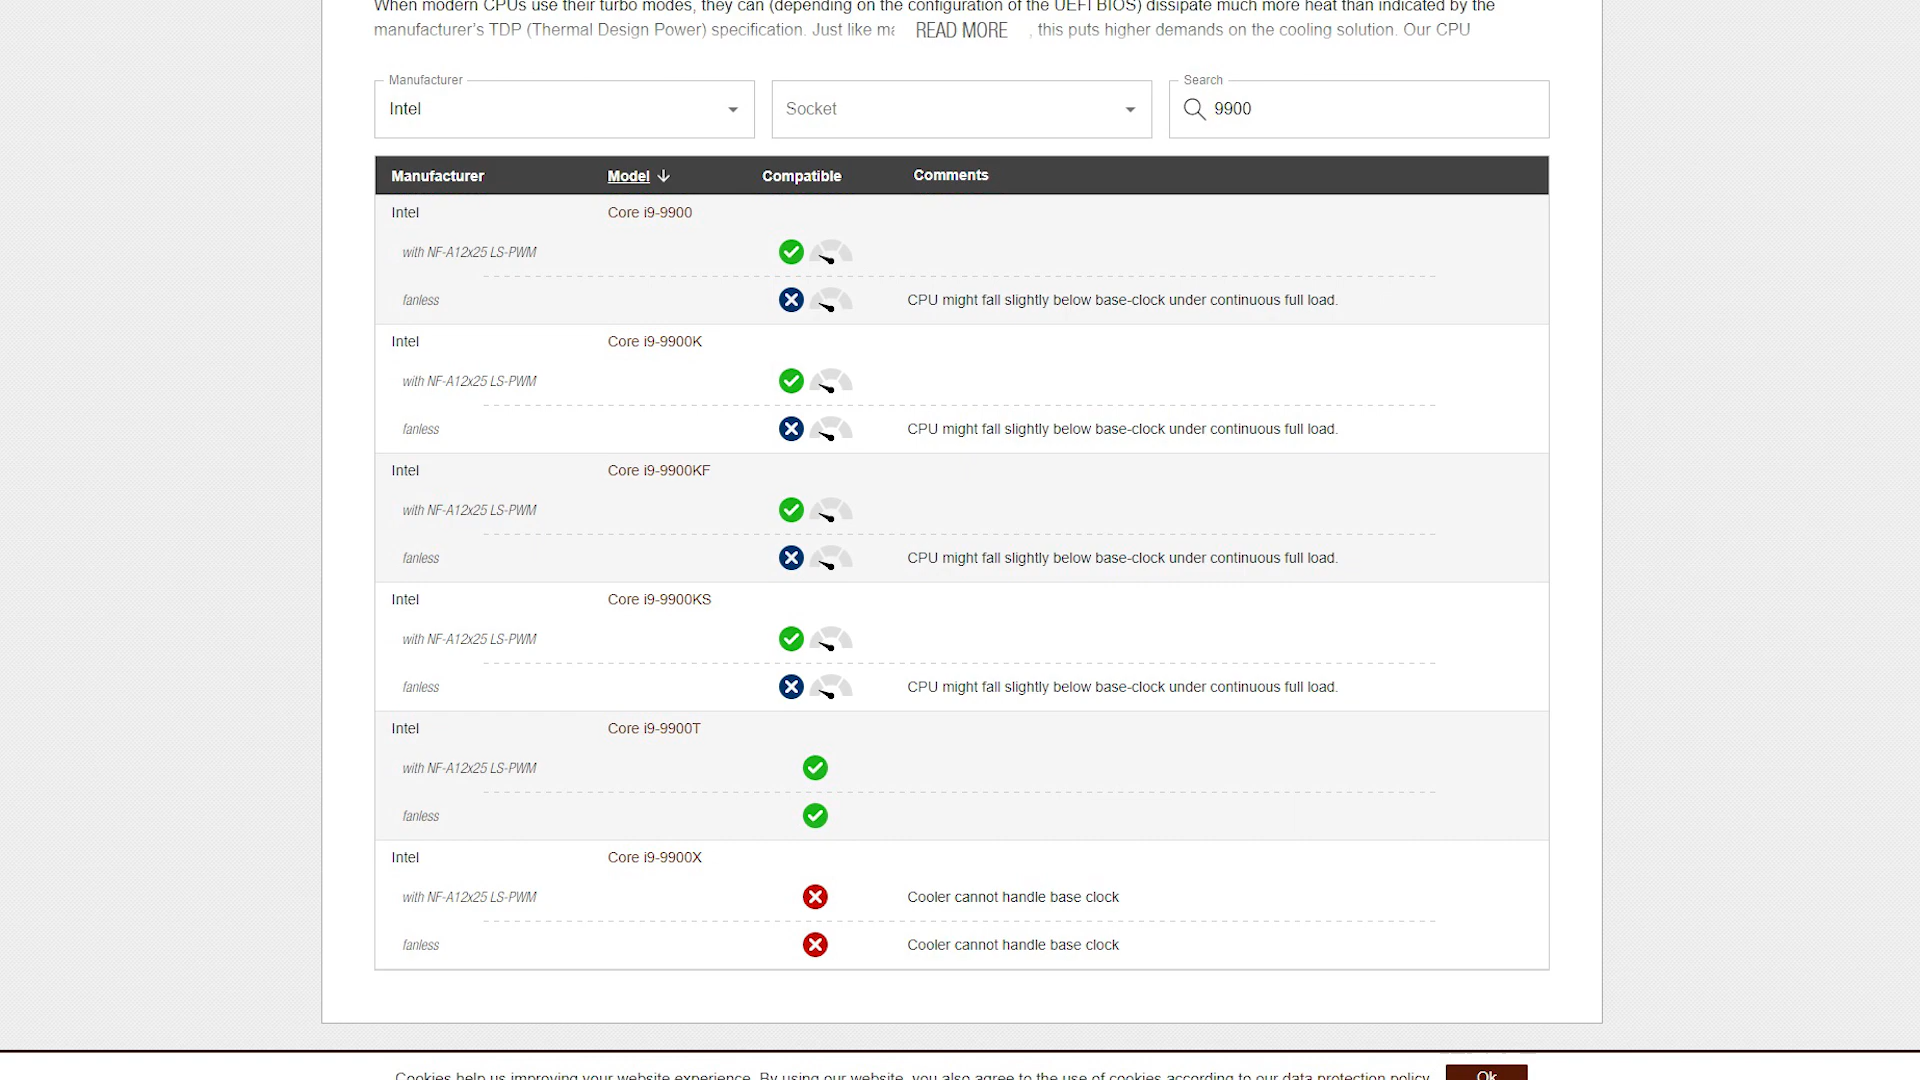 When modern CPUs use their turbo modes, they can (depending on the configuration of the UEFI BIOS) dissipate much more heat than indicated by the
manufacturer's TDP (Thermal Design Power) specification. Just like READ MORE , this puts higher demands on the cooling solution. Our CPU
Manufacturer
Intel
Socket
Search
9900
Manufacturer Model Compatible Comments
Intel Core i9-9900
with NF-A12x25 LS-PWM
fanless CPU might fall slightly below base-clock under continuous full load.
Intel Core i9-9900K
with NF-A12x25 LS-PWM
fanless CPU might fall slightly below base-clock under continuous full load.
Intel Core i9-9900KF
with NF-A12x25 LS-PWM
fanless CPU might fall slightly below base-clock under continuous full load.
Intel Core i9-9900KS
with NF-A12x25 LS-PWM
fanless CPU might fall slightly below base-clock under continuous full load.
Intel Core i9-9900T
with NF-A12x25 LS-PWM
fanless
Intel Core i9-9900X
with NF-A12x25 LS-PWM Cooler cannot handle base clock
fanless Cooler cannot handle base clock
Cookies help us improving your website experience. By using our website, you also agree to the use of cookies according to our data protection policy. Ok